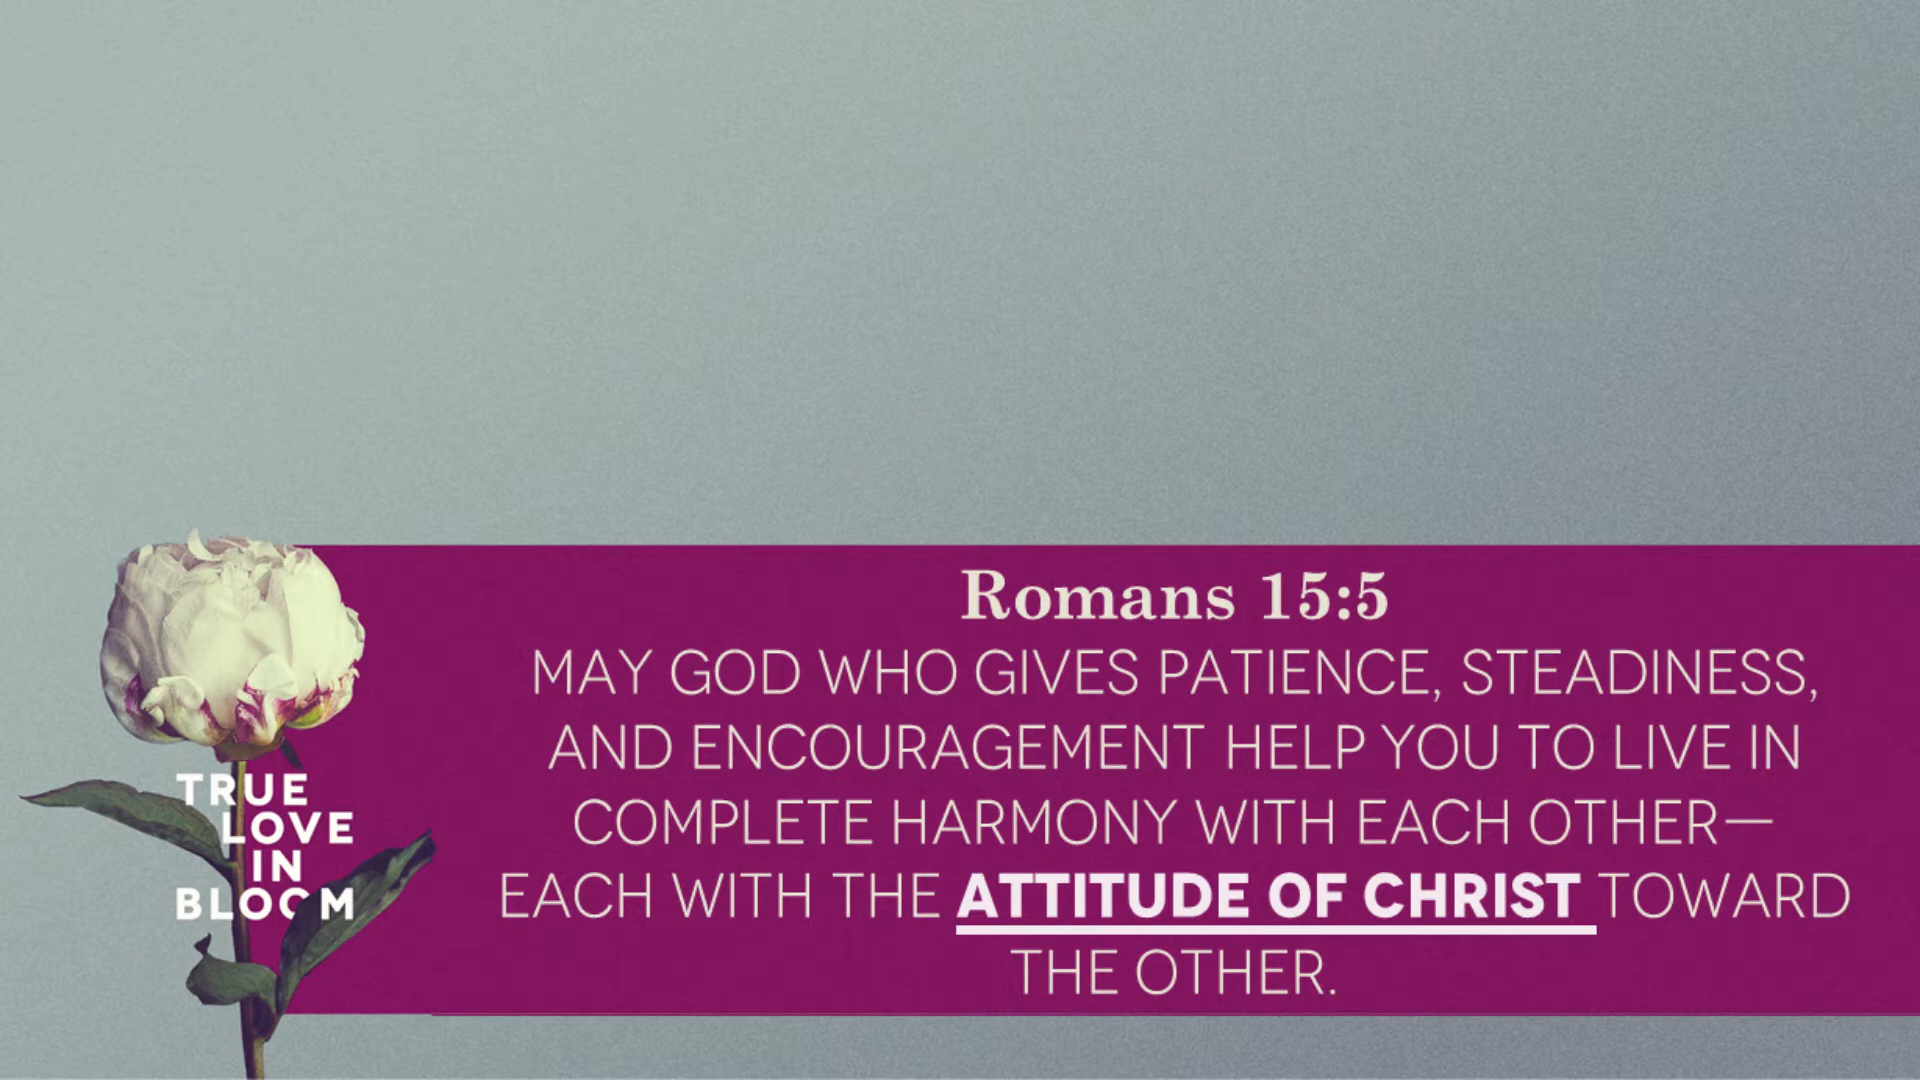 Romans 15:5
MAY GOD WHO GIVES PATIENCE, STEADINESS,
AND ENCOURAGEMENT HELP YOU TO LIVE IN
COMPLETE HARMONY WITH EACH OTHER—
EACH WITH THE ATTITUDE OF CHRIST TOWARD
THE OTHER.
TRUE
LOVE
IN
BLOOM